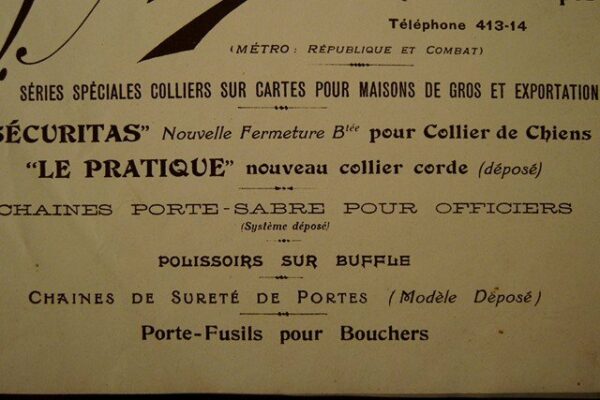 Téléphone 413-14
(MÉTRO: RÉPUBLIQUE ET COMBAT)
SÉRIES SPÉCIALES COLLIERS SUR CARTES POUR MAISONS DE GROS ET EXPORTATION
SÉCURITAS" Nouvelle Fermeture Btée pour Collier de Chiens
"LE PRATIQUE" nouveau collier corde (déposé)
CHAINES PORTE-SABRE POUR OFFICIERS
(Système déposé)
POLISSOIRS SUR BUFFLE
CHAINES DE SURETÉ DE PORTES (Modèle Déposé)
Porte-Fusils pour Bouchers